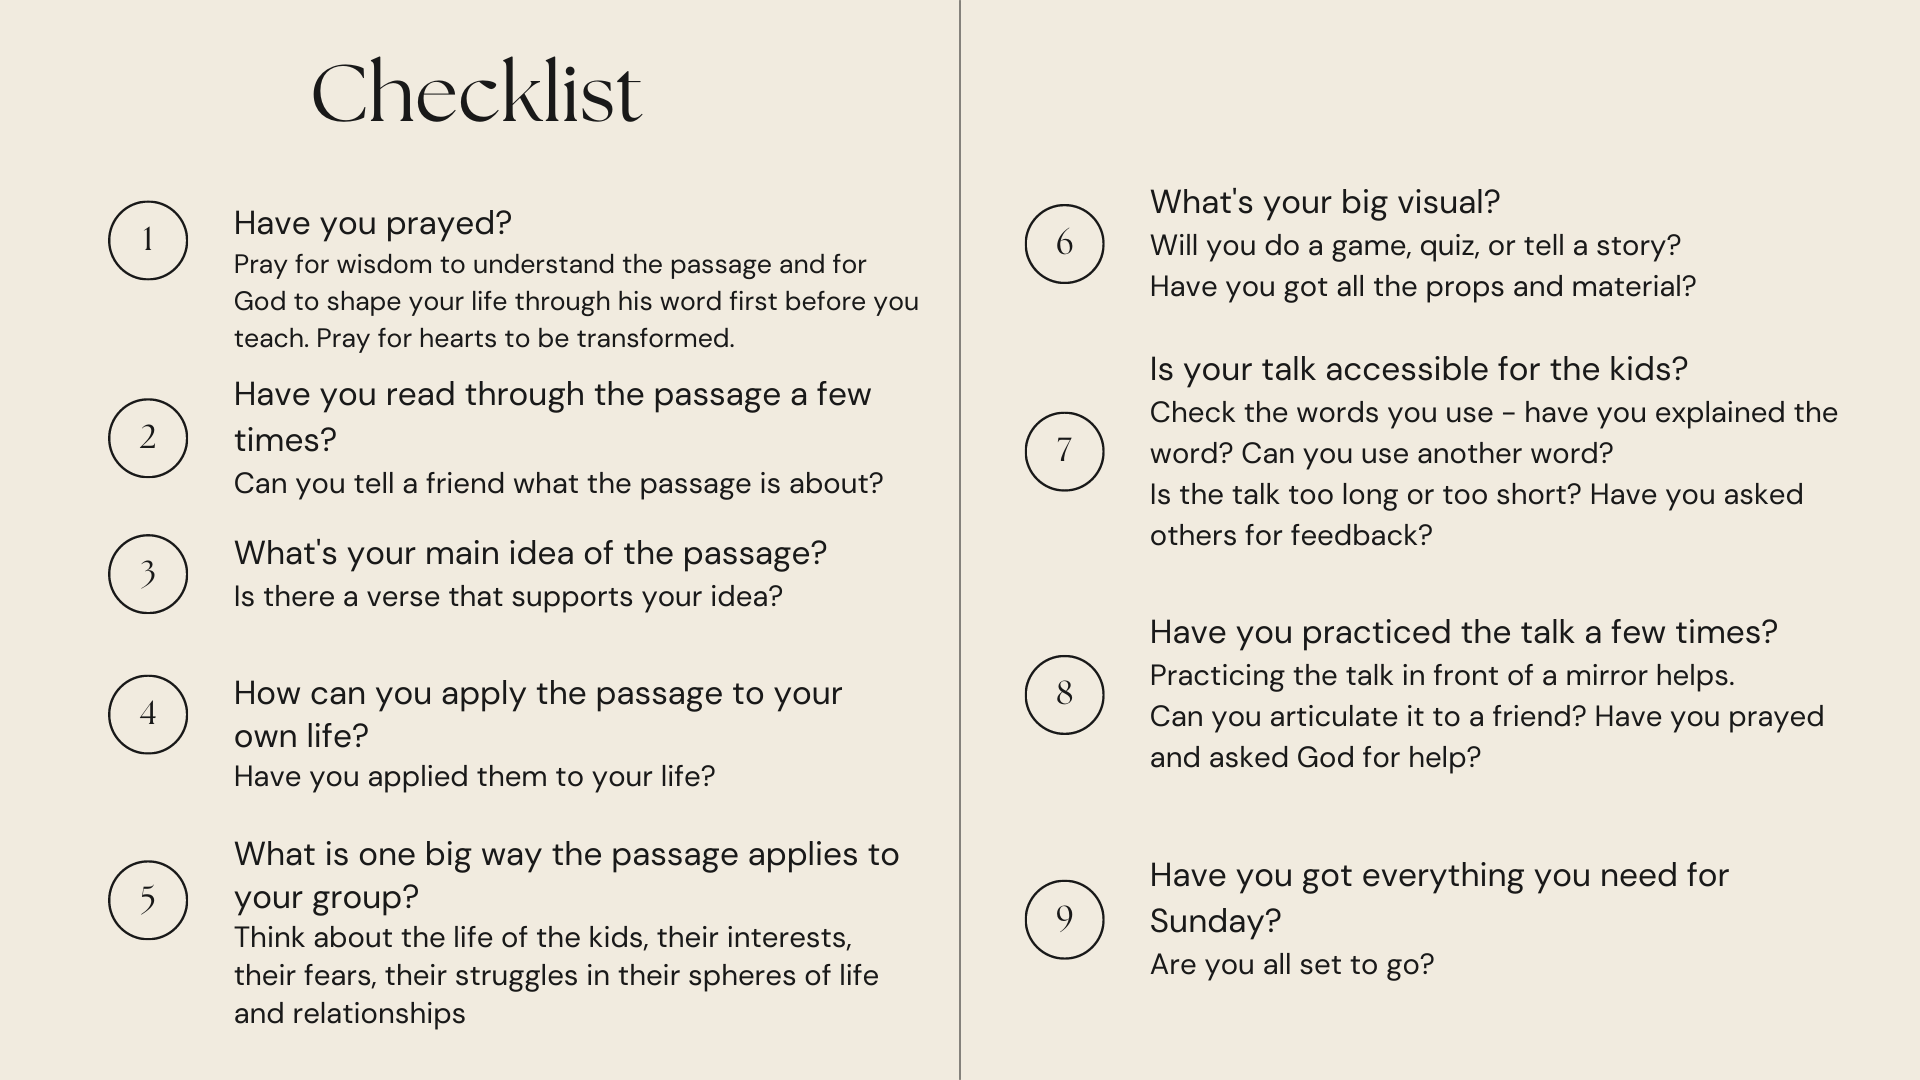 Checklist
1
Have you prayed?
Pray for wisdom to understand the passage and for
God to shape your life through his word first before you
teach. Pray for hearts to be transformed.
2
Have you read through the passage a few
times?
Can you tell a friend what the passage is about?
3
What's your main idea of the passage?
Is there a verse that supports your idea?
4
How can you apply the passage to your
own life?
Have you applied them to your life?
5
What is one big way the passage applies to
your group?
Think about the life of the kids, their interests,
their fears, their struggles in their spheres of life
and relationships
6
What's your big visual?
Will you do a game, quiz, or tell a story?
Have you got all the props and material?
7
Is your talk accessible for the kids?
Check the words you use - have you explained the
word? Can you use another word?
Is the talk too long or too short? Have you asked
others for feedback?
8
Have you practiced the talk a few times?
Practicing the talk in front of a mirror helps.
Can you articulate it to a friend? Have you prayed
and asked God for help?
9
Have you got everything you need for
Sunday?
Are you all set to go?